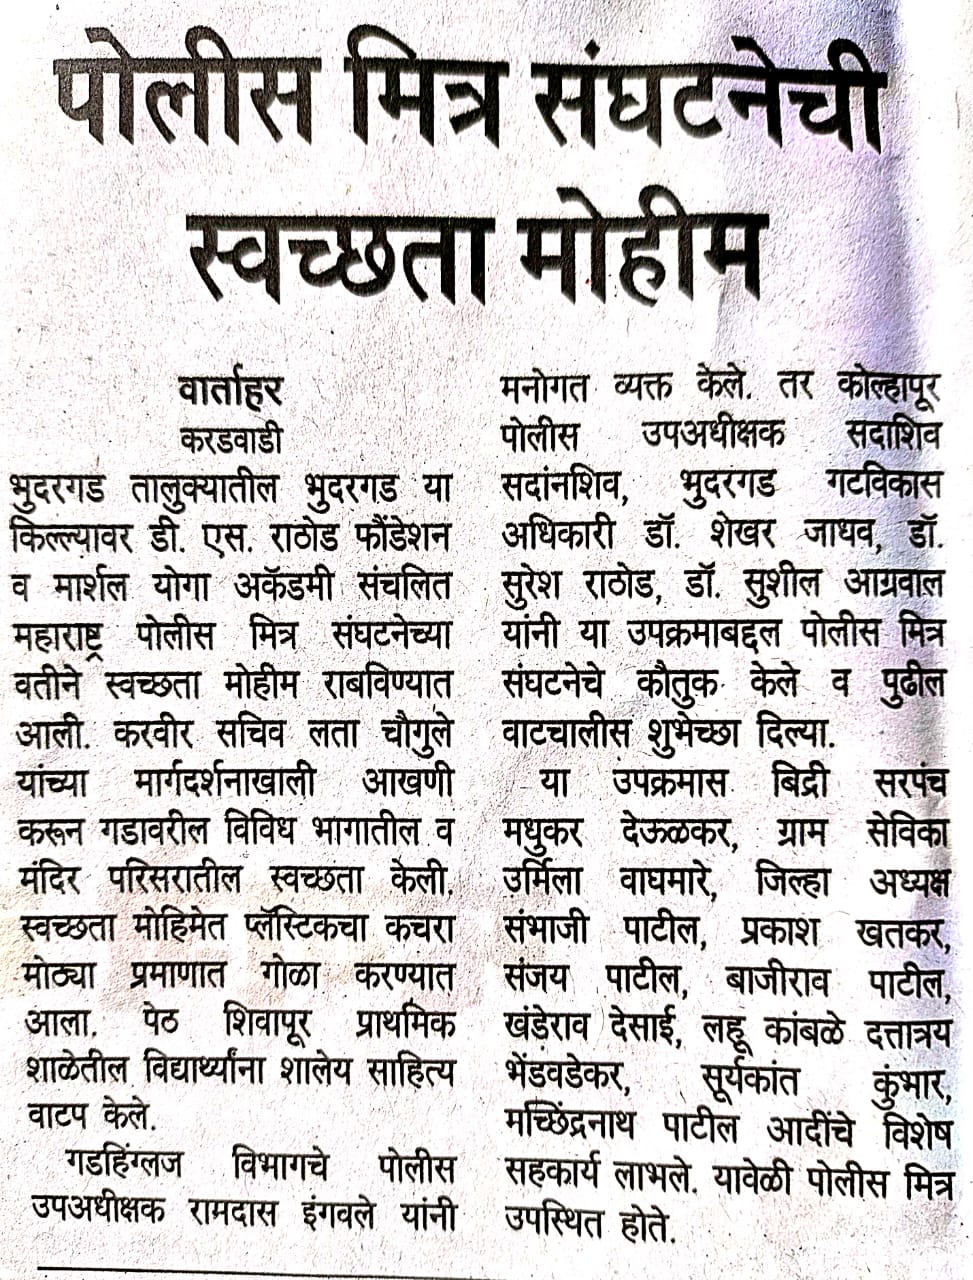 पोलीस मित्र संघटनेची
स्वच्छता मोहीम
वार्ताहर
करडवाडी
भुदरगड तालुक्यातील भुदरगड या
किल्ल्यावर डी. एस. राठोड फौंडेशन
व मार्शल योगा अकॅडमी संचलित
महाराष्ट्र पोलीस मित्र संघटनेच्या
वतीने स्वच्छता मोहीम राबविण्यात
आली. करवीर सचिव लता चौगुले
यांच्या मार्गदर्शनाखाली आखणी
करून गडावरील विविध भागातील व
मंदिर परिसरातील स्वच्छता केली.
स्वच्छता मोहिमेत प्लॅस्टिकचा कचरा
मोठ्या प्रमाणात गोळा करण्यात
आला. पेठ शिवापूर प्राथमिक
शाळेतील विद्यार्थ्यांना शालेय साहित्य
वाटप केले.
गडहिंग्लज विभागचे पोलीस
उपअधीक्षक रामदास इंगवले यांनी
मनोगत व्यक्त केले. तर कोल्हापूर
पोलीस उपअधीक्षक सदाशिव
सदांनशिव, भुदरगड गटविकास
अधिकारी डॉ. शेखर जाधव, डॉ.
सुरेश राठोड, डॉ. सुशील आग्रवाल
यांनी या उपक्रमाबद्दल पोलीस मित्र
संघटनेचे कौतुक केले व पुढील
वाटचालीस शुभेच्छा दिल्या.
या उपक्रमास बिद्री सरपंच
मधुकर देऊळकर, ग्राम सेविका
उर्मिला वाघमारे, जिल्हा अध्यक्ष
संभाजी पाटील, प्रकाश खतकर,
संजय पाटील, बाजीराव पाटील,
खंडेराव देसाई, लहू कांबळे दत्तात्रय
भेंडवडेकर, सूर्यकांत कुंभार,
मच्छिंद्रनाथ पाटील आदींचे विशेष
सहकार्य लाभले. यावेळी पोलीस मित्र
उपस्थित होते.